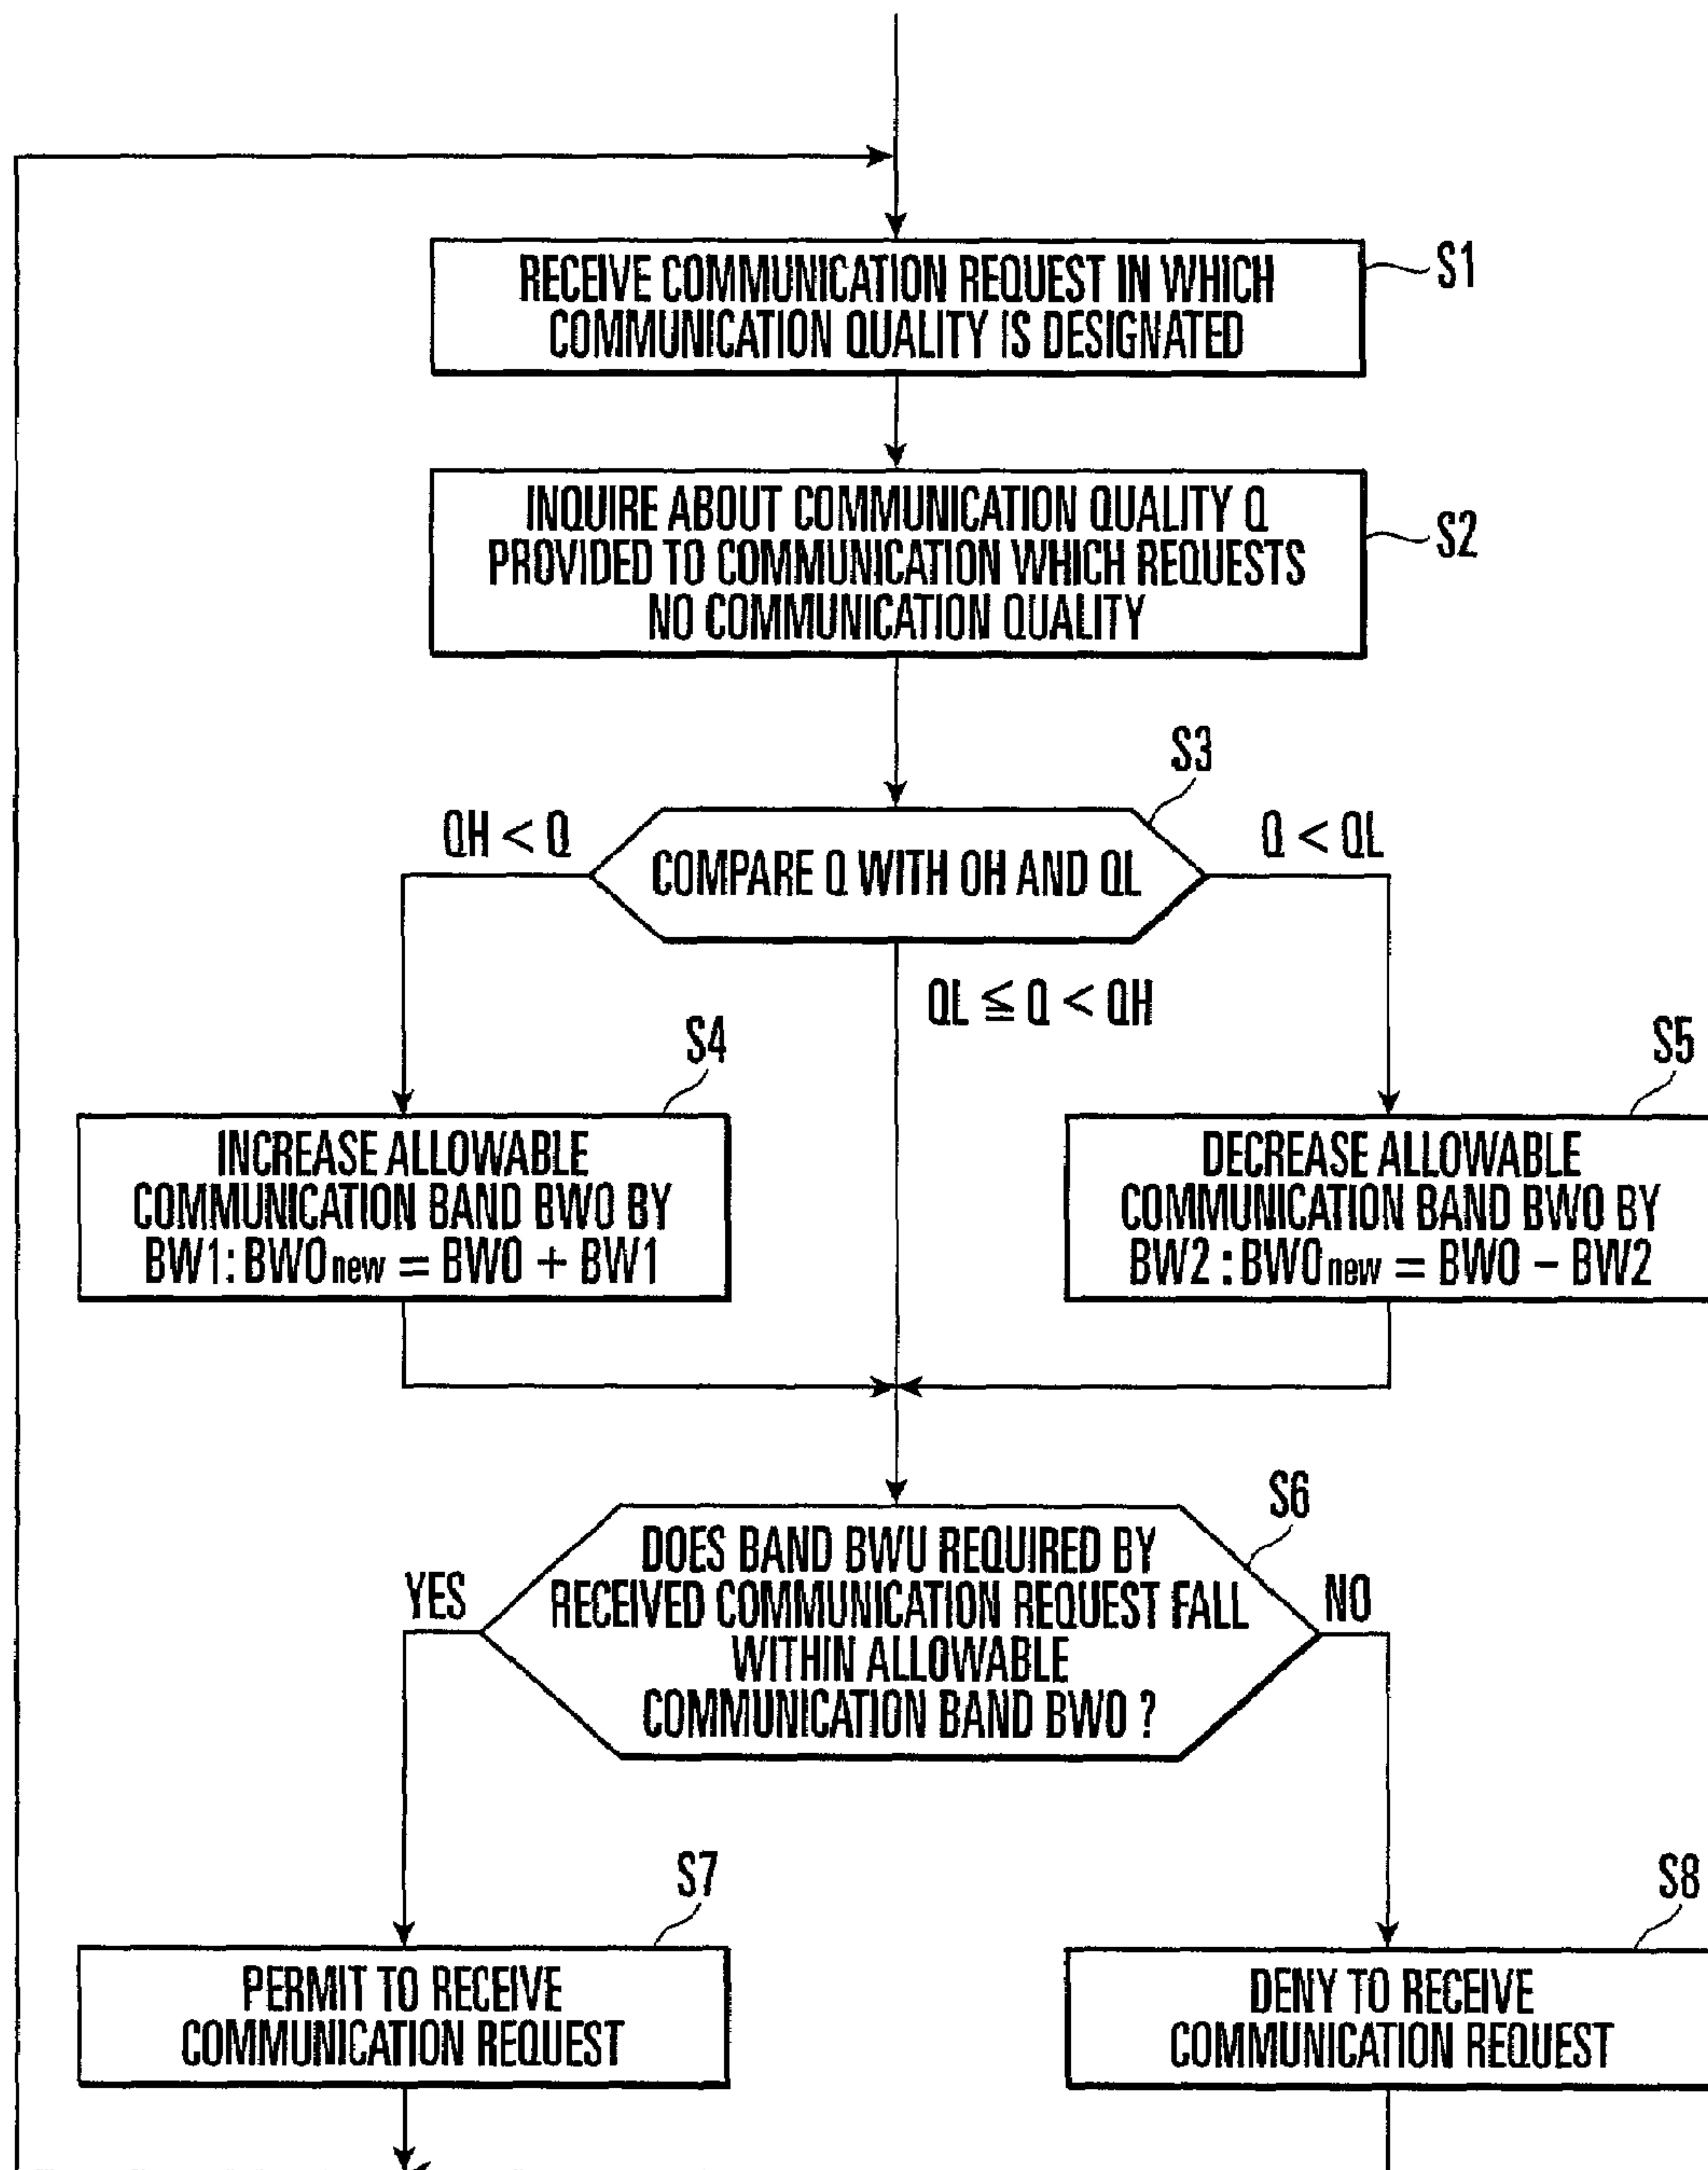 RECEIVE COMMUNICATION REQUEST IN WHICH
COMMUNICATION QUALITY IS DESIGNATED
S1
INQUIRE ABOUT COMMUNICATION QUALITY Q
PROVIDED TO COMMUNICATION WHICH REQUESTS
NO COMMUNICATION QUALITY
S2
S3
QH < Q
COMPARE Q WITH OH AND QL
Q < QL
QL ≦ Q < QH
S4
S5
INCREASE ALLOWABLE
COMMUNICATION BAND BW0 BY
BW1: BW0new = BW0 + BW1
DECREASE ALLOWABLE
COMMUNICATION BAND BW0 BY
BW2 : BW0new = BW0 − BW2
S6
DOES BAND BWU REQUIRED BY
RECEIVED COMMUNICATION REQUEST FALL
WITHIN ALLOWABLE
COMMUNICATION BAND BW0 ?
YES
NO
S7
S8
PERMIT TO RECEIVE
COMMUNICATION REQUEST
DENY TO RECEIVE
COMMUNICATION REQUEST